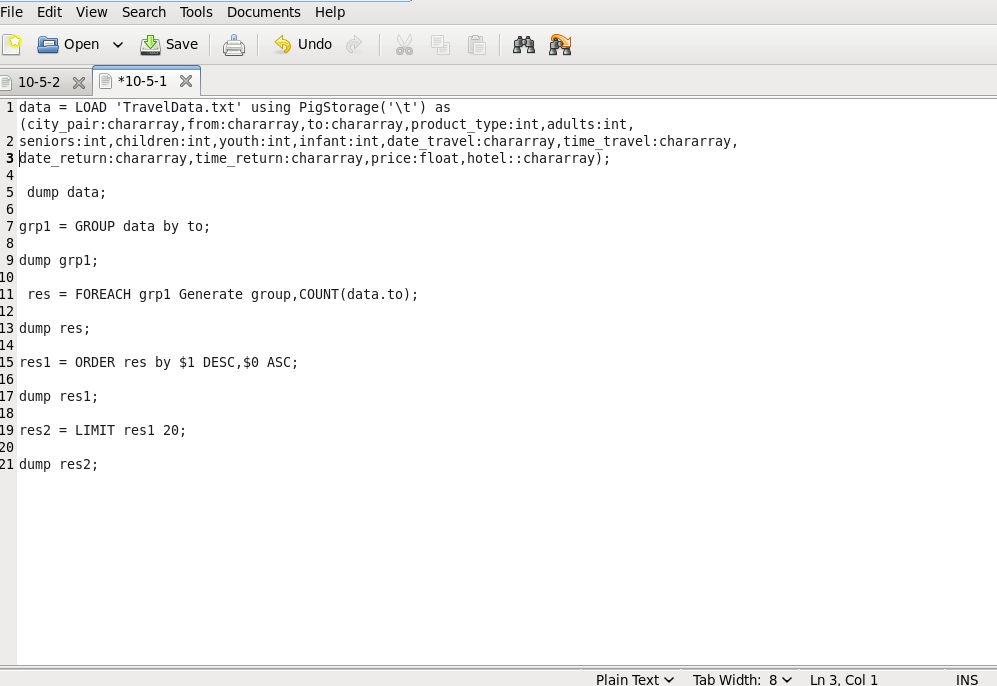 File Edit View Search Tools Documents Help
Open Save Undo
10-5-2 *10-5-1
1 data = LOAD 'TravelData.txt' using PigStorage('\t') as
(city_pair:chararray,from:chararray,to:chararray,product_type:int,adults:int,
2 seniors:int,children:int,youth:int,infant:int,date_travel:chararray,time_travel:chararray,
3 date_return:chararray,time_return:chararray,price:float,hotel::chararray);
4
5 dump data;
6
7 grp1 = GROUP data by to;
8
9 dump grp1;
10
11 res = FOREACH grp1 Generate group,COUNT(data.to);
12
13 dump res;
14
15 res1 = ORDER res by $1 DESC,$0 ASC;
16
17 dump res1;
18
19 res2 = LIMIT res1 20;
20
21 dump res2;
Plain Text Tab Width: 8 Ln 3, Col 1 INS